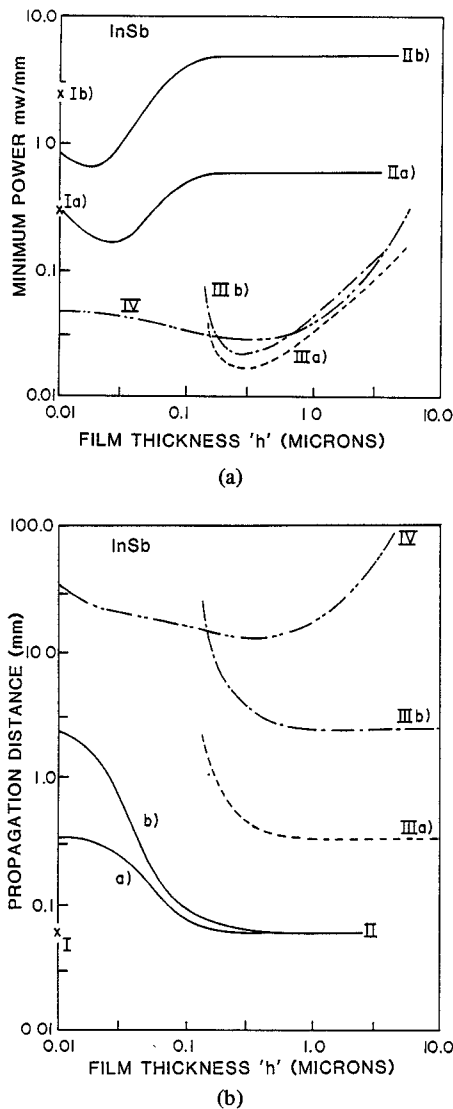 InSb
10.0
1.0
0.1
0.01
MINIMUM POWER mw/mm
Ib)
Ia)
IIb)
IIa)
IV
IIIb)
IIIa)
0.01 0.1 1.0 10.0
FILM THICKNESS 'h' (MICRONS)
(a)
InSb
100.0
10.0
1.0
0.1
0.01
PROPAGATION DISTANCE (mm)
IV
IIIb)
IIIa)
b)
a)
II
I
0.01 0.1 1.0 10.0
FILM THICKNESS 'h' (MICRONS)
(b)